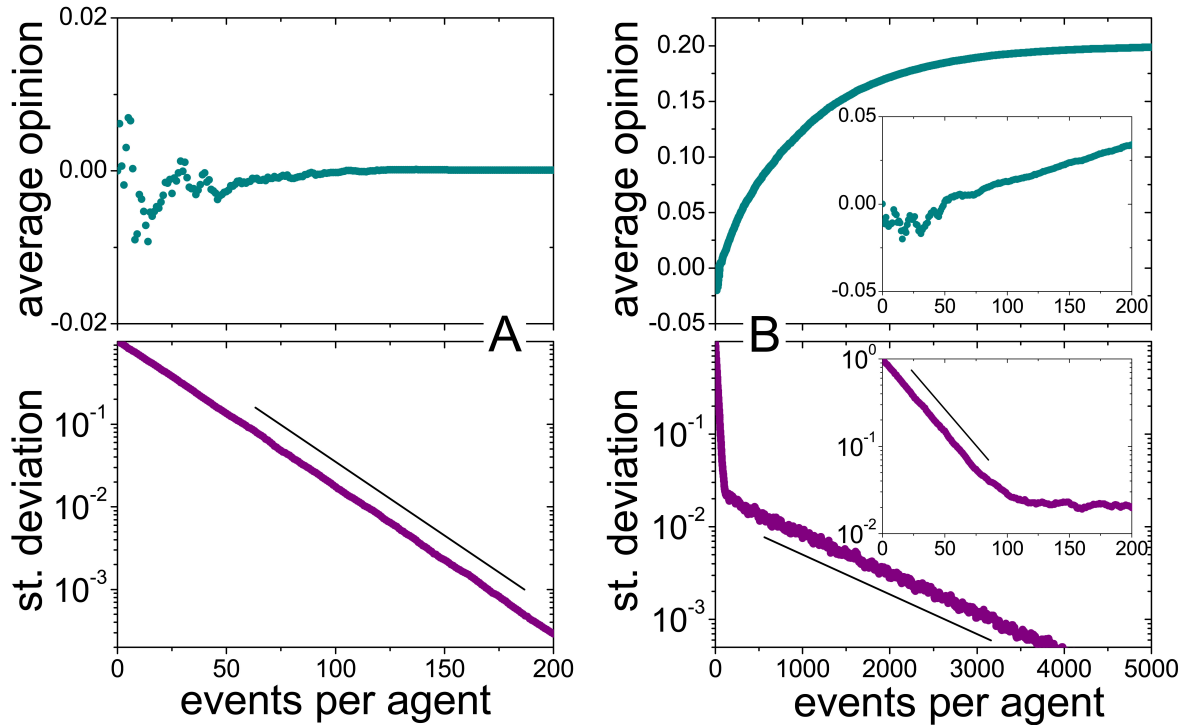 0.02
0.00
-0.02
average opinion
0.20
0.15
0.10
0.05
0.00
-0.05
average opinion
0.05
0.00
-0.05
0 50 100 150 200
A
B
10⁻¹
10⁻²
10⁻³
st. deviation
0 50 100 150 200
events per agent
10⁻¹
10⁻²
10⁻³
st. deviation
10⁰
10⁻¹
10⁻²
0 50 100 150 200
0 1000 2000 3000 4000 5000
events per agent